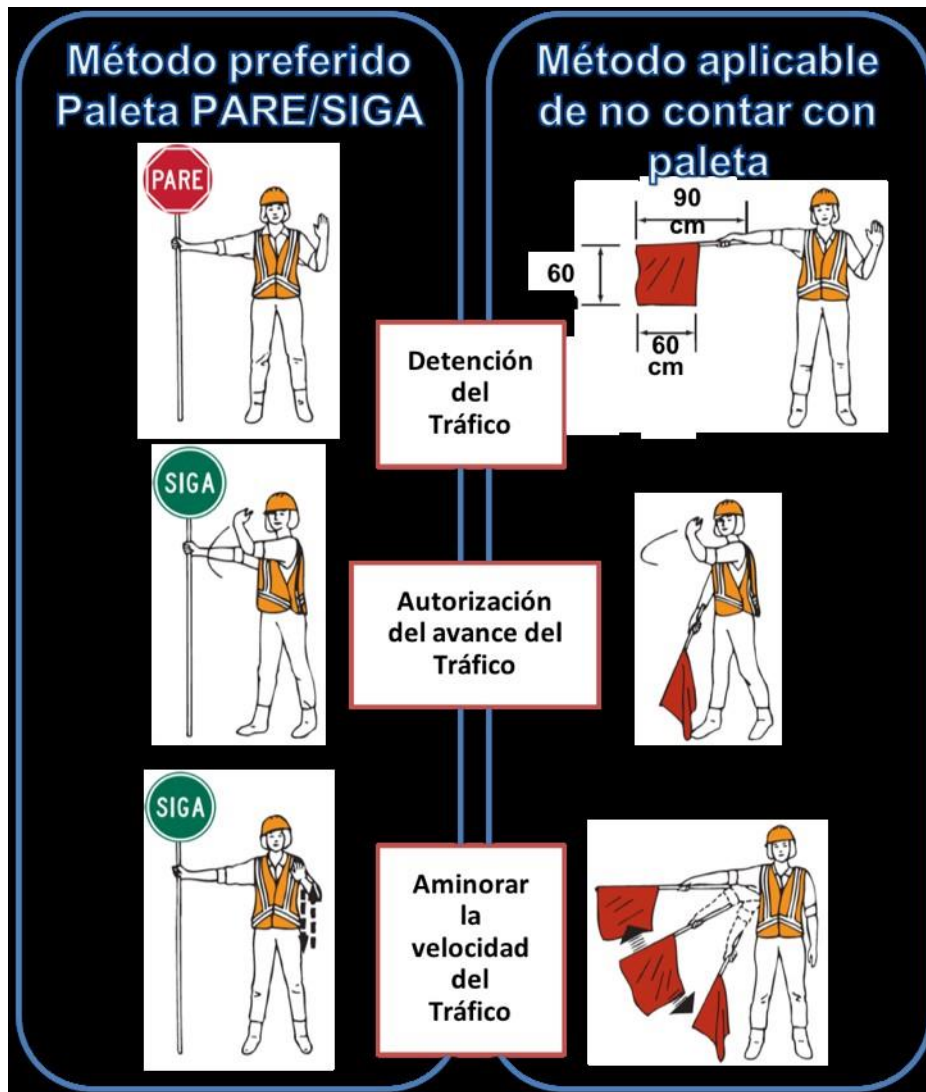 Método preferido
Paleta PARE/SIGA
Método aplicable
de no contar con
paleta
PARE
90
cm
60
60
cm
Detención
del
Tráfico
SIGA
Autorización
del avance del
Tráfico
SIGA
Aminorar
la
velocidad
del
Tráfico